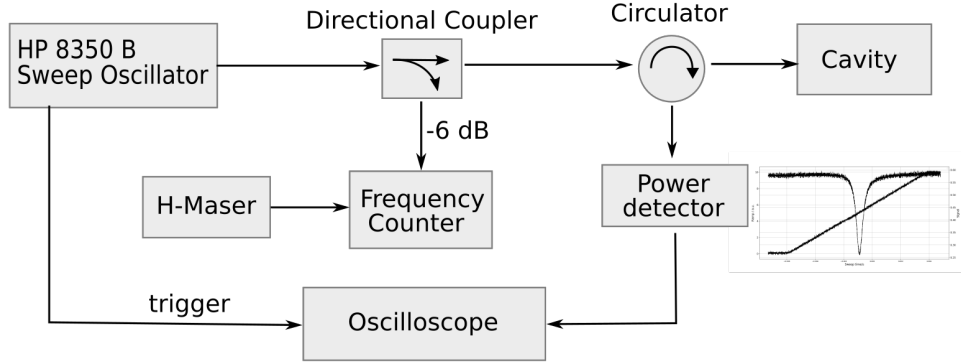 Directional Coupler
Circulator
HP 8350 B
Sweep Oscillator
Cavity
-6 dB
H-Maser
Frequency
Counter
Power
detector
trigger
Oscilloscope